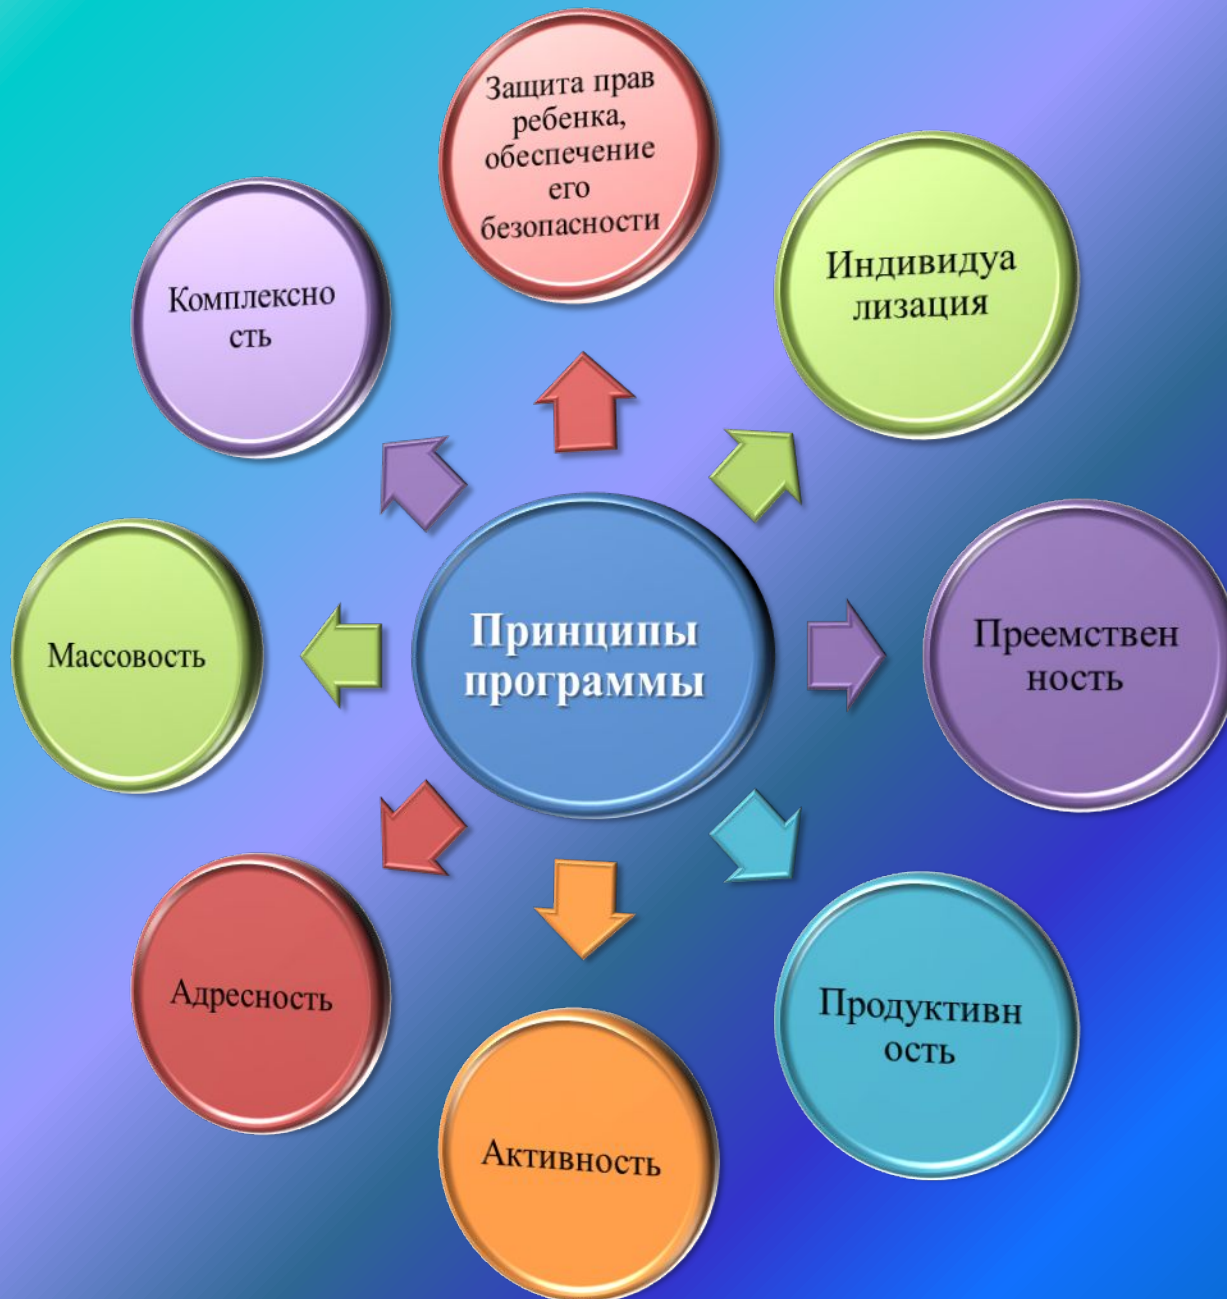 Защита прав
ребенка,
обеспечение
его
безопасности
Индивидуа
лизация
Преемствен
ность
Продуктивн
ость
Активность
Адресность
Массовость
Комплексно
сть
Принципы
программы